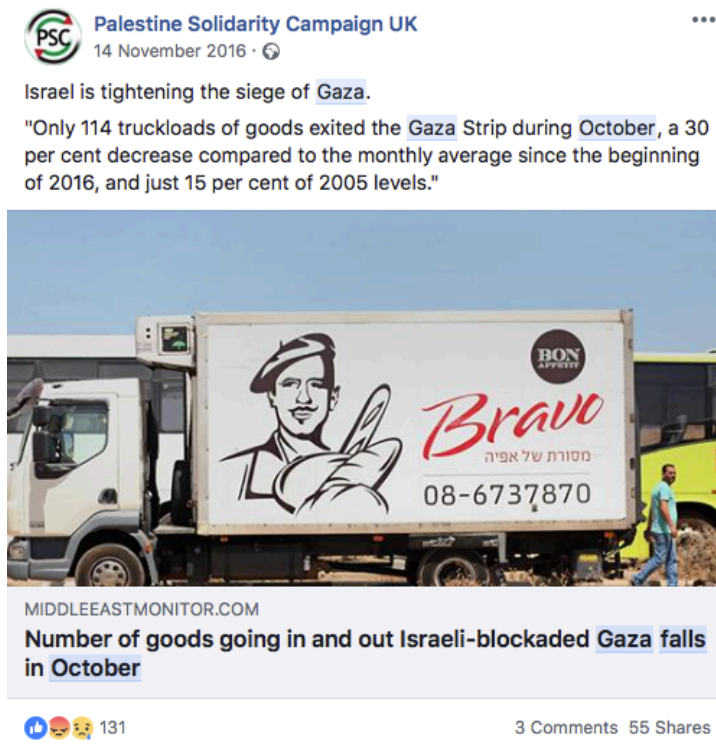 PSC
Palestine Solidarity Campaign UK
14 November 2016 ·
Israel is tightening the siege of Gaza.
"Only 114 truckloads of goods exited the Gaza Strip during October, a 30
per cent decrease compared to the monthly average since the beginning
of 2016, and just 15 per cent of 2005 levels."
BON
APPETIT
Bravo
מסורת של אפיה
08-6737870
MIDDLEEASTMONITOR.COM
Number of goods going in and out Israeli-blockaded Gaza falls
in October
131
3 Comments 55 Shares